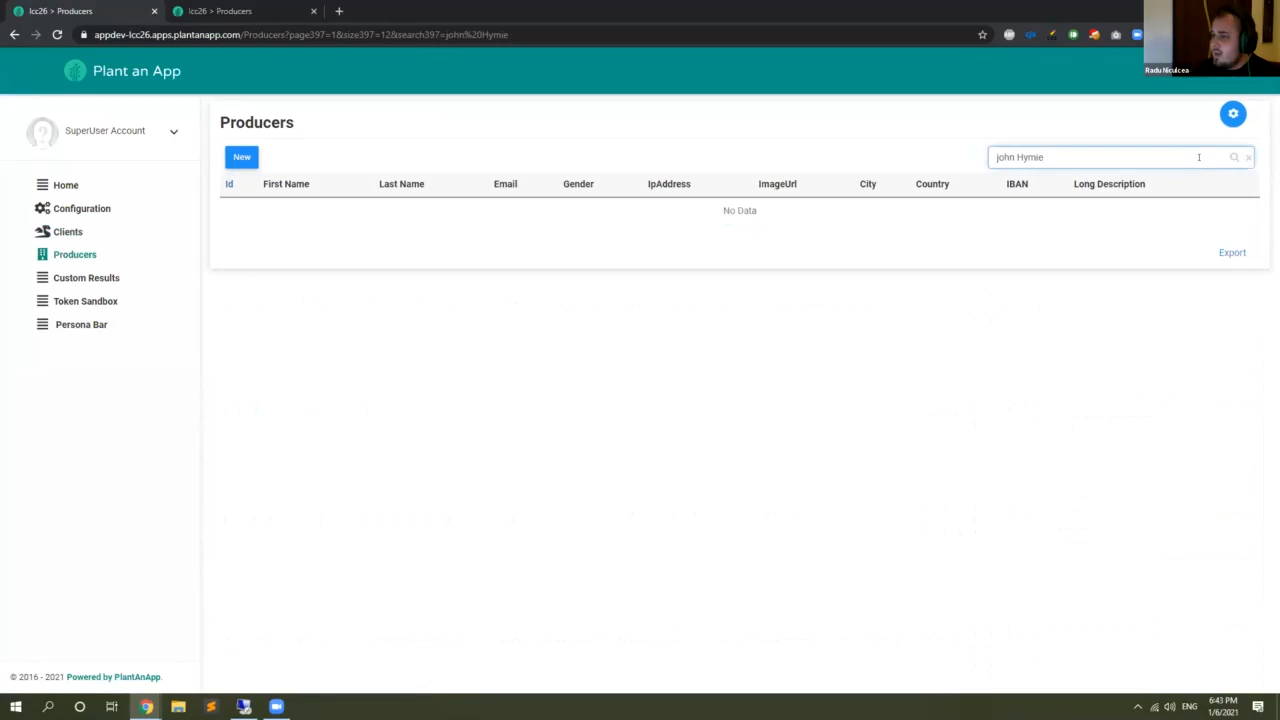 lcc26 > Producers
lcc26 > Producers
appdev-lcc26.apps.plantanapp.com/Producers?page397=1&size397=12&search397=john%20Hymie
Radu Niculcea
Plant an App
SuperUser Account
Home
Configuration
Clients
Producers
Custom Results
Token Sandbox
Persona Bar
Producers
New
john Hymie
Id First Name Last Name Email Gender IpAddress ImageUrl City Country IBAN Long Description
No Data
Export
© 2016 - 2021 Powered by PlantAnApp.
ENG
6:43 PM
1/6/2021